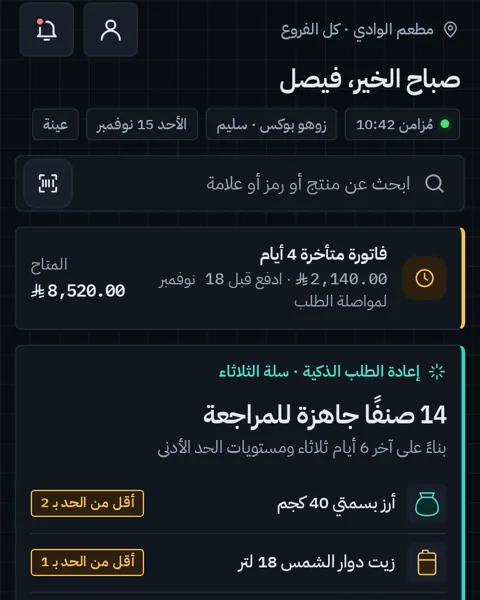 مطعم الوادي · كل الفروع
صباح الخير، فيصل
مُزامن 10:42
زوهو بوكس · سليم
الأحد 15 نوفمبر
عينة
ابحث عن منتج أو رمز أو علامة
فاتورة متأخرة 4 أيام
⃁ 2,140.00 · ادفع قبل 18 نوفمبر
لمواصلة الطلب
المتاح
⃁ 8,520.00
إعادة الطلب الذكية · سلة الثلاثاء
14 صنفًا جاهزة للمراجعة
بناءً على آخر 6 أيام ثلاثاء ومستويات الحد الأدنى
أرز بسمتي 40 كجم
أقل من الحد بـ 2
زيت دوار الشمس 18 لتر
أقل من الحد بـ 1